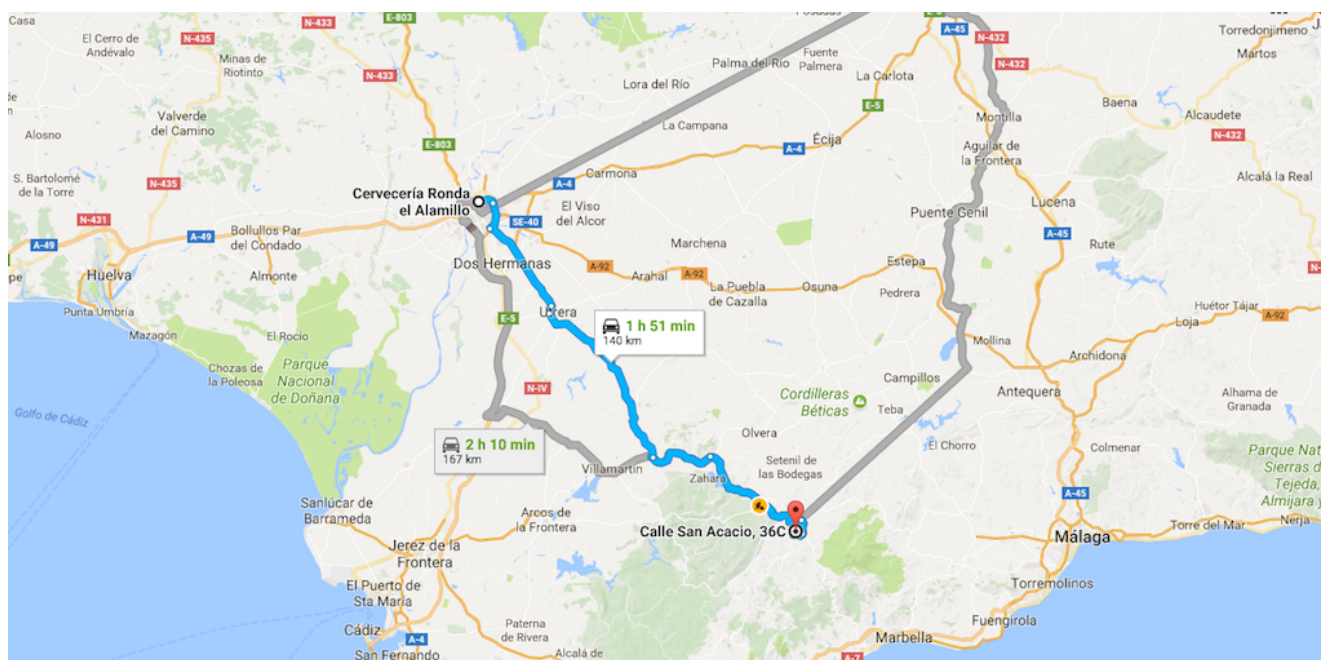 Casa
N-433
E-803
Posadas
A-45
N-432
Torredonjimeno
El Cerro de
Andévalo
N-435
Minas de
Riotinto
N-433
Palma del Río
Fuente
Palmera
N-432
Martos
Lora del Río
La Carlota
E-5
Baena
Alcaudete
Valverde
del Camino
E-803
La Campana
Montilla
Alosno
Écija
A-4
Aguilar de
la Frontera
N-432
S. Bartolomé
de la Torre
N-435
Cervecería Ronda
el Alamillo
A-4
Carmona
Alcalá la Real
Lucena
N-431
El Viso
del Alcor
SE-40
Puente Genil
A-49
Bollullos Par
del Condado
A-49
Marchena
A-45
Rute
Huelva
Almonte
Dos Hermanas
A-92
Arahal
A-92
La Puebla
de Cazalla
Osuna
Estepa
Pedrera
Punta Umbría
E-5
Utrera
Huétor Tájar
A-92
Loja
Mazagón
El Rocío
1 h 51 min
140 km
Mollina
Archidona
Chozas de
la Poleosa
Parque
Nacional
de Doñana
N-IV
Cordilleras
Béticas
Campillos
Antequera
Alhama de
Granada
Golfo de Cádiz
Teba
2 h 10 min
167 km
Olvera
El Chorro
Colmenar
Villamartín
Zahara
Setenil de
las Bodegas
Parque Nat
Sierras d
Tejeda,
Almijara y
Sanlúcar de
Barrameda
Arcos de
la Frontera
A-45
Calle San Acacio, 36C
Málaga
Torre del Mar
Nerja
Jerez de la
Frontera
El Puerto de
Sta María
Torremolinos
Paterna
de Rivera
Fuengirola
Cádiz
A-4
Marbella
San Fernando
Alcalá de
A-7